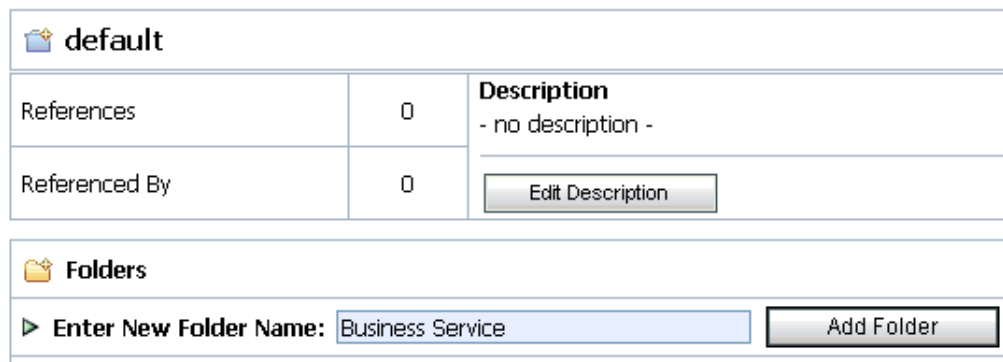 default
References 0
Description
- no description -
Referenced By 0
Edit Description
Folders
Enter New Folder Name: Business Service Add Folder